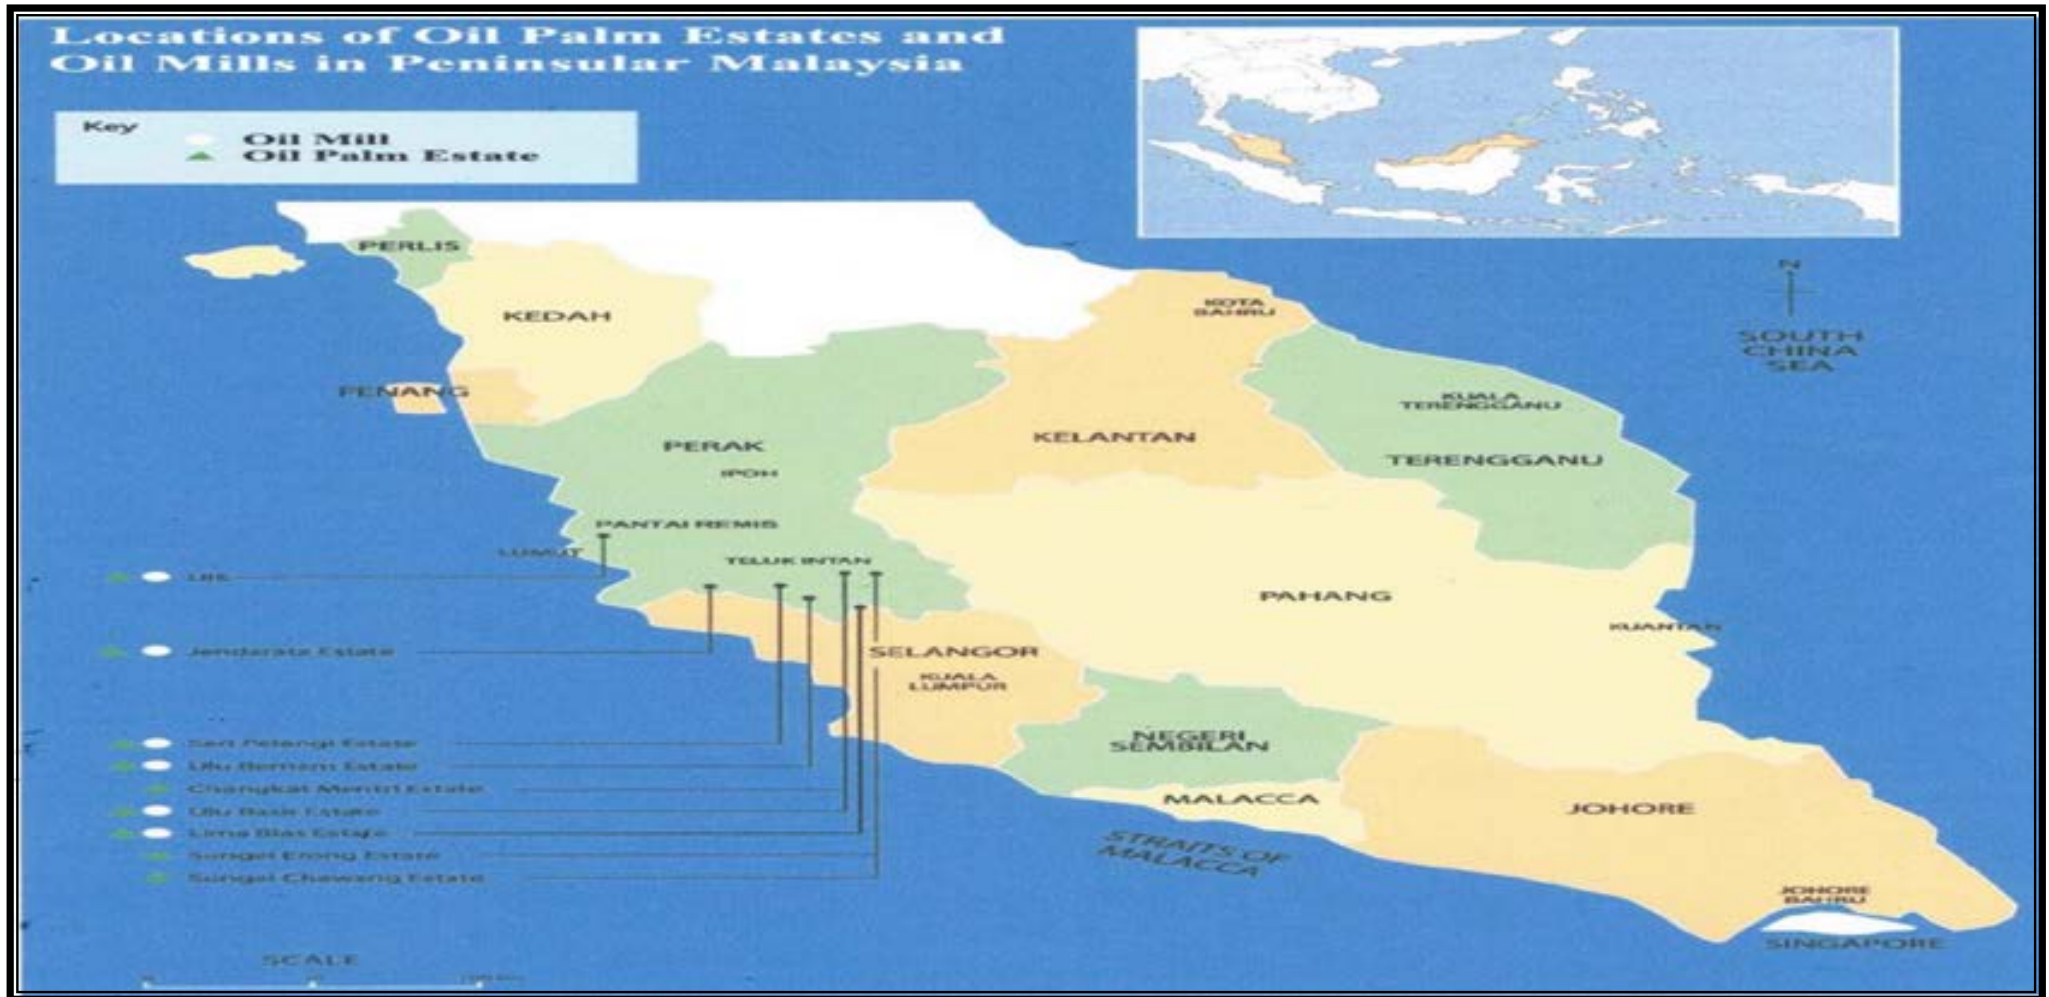 Locations of Oil Palm Estates and
Oil Mills in Peninsular Malaysia
Key
Oil Mill
Oil Palm Estate
PERLIS
KEDAH
KOTA
BAHRU
N
SOUTH
CHINA
SEA
PENANG
KUALA
TERENGGANU
PERAK
KELANTAN
IPOH
TERENGGANU
PANTAI REMIS
LUMUT
TELUK INTAN
PAHANG
KUANTAN
Jendarata Estate
SELANGOR
KUALA
LUMPUR
NEGERI
SEMBILAN
Seri Pelangi Estate
Ulu Bernam Estate
Changkat Mentri Estate
Ulu Basir Estate
Lima Blas Estate
Sungei Erong Estate
Sungei Chawang Estate
MALACCA
JOHORE
STRAITS OF
MALACCA
JOHORE
BAHRU
SINGAPORE
SCALE